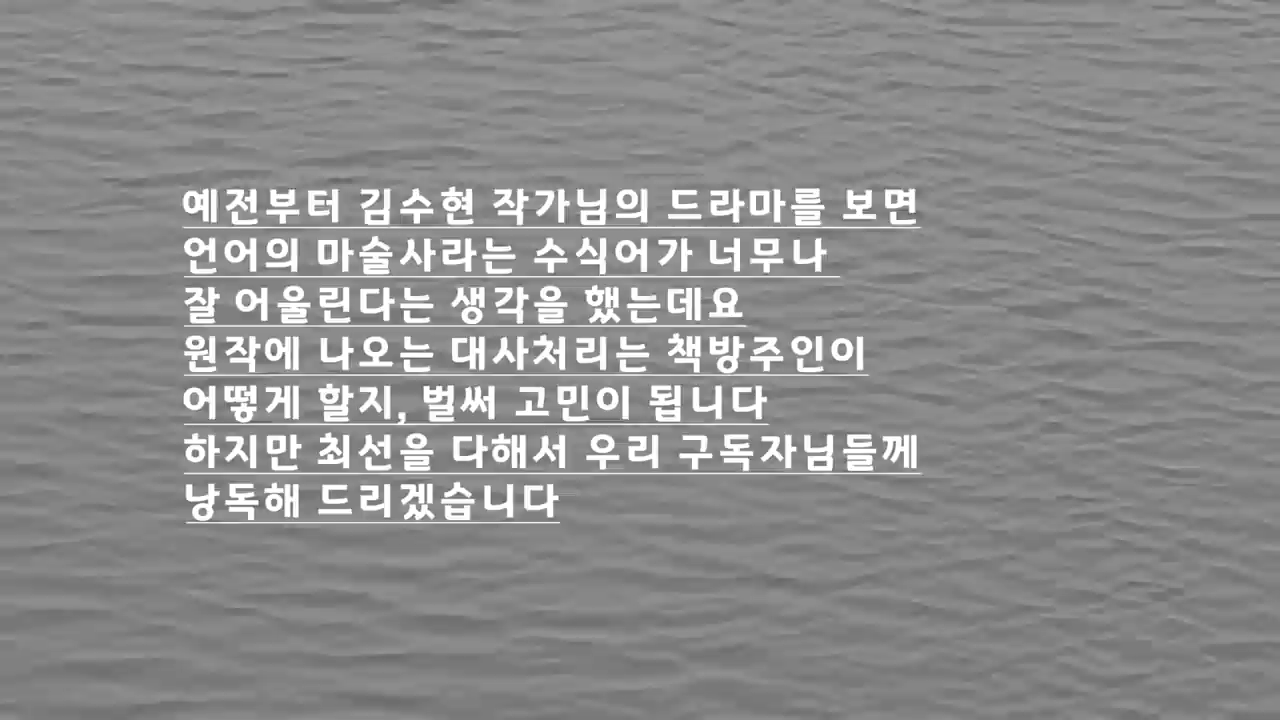 예전부터 김수현 작가님의 드라마를 보면
언어의 마술사라는 수식어가 너무나
잘 어울린다는 생각을 했는데요
원작에 나오는 대사처리는 책방주인이
어떻게 할지, 벌써 고민이 됩니다
하지만 최선을 다해서 우리 구독자님들께
낭독해 드리겠습니다